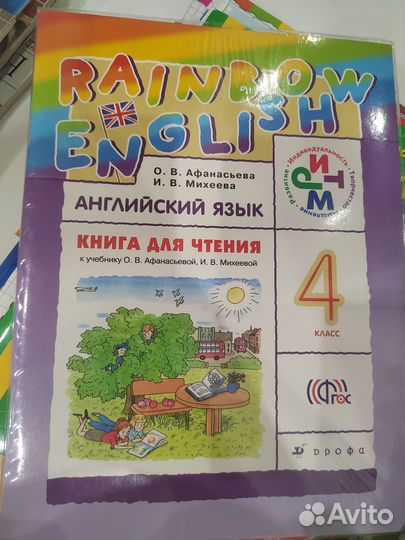 RAINBOW
ENGLISH
О. В. Афанасьева
И. В. Михеева
АНГЛИЙСКИЙ ЯЗЫК
РИТМ
Развитие • Индивидуальность • Творчество • Мышление
КНИГА ДЛЯ ЧТЕНИЯ
к учебнику О. В. Афанасьевой, И. В. Михеевой
4
КЛАСС
ФГОС
дрофа
Avito